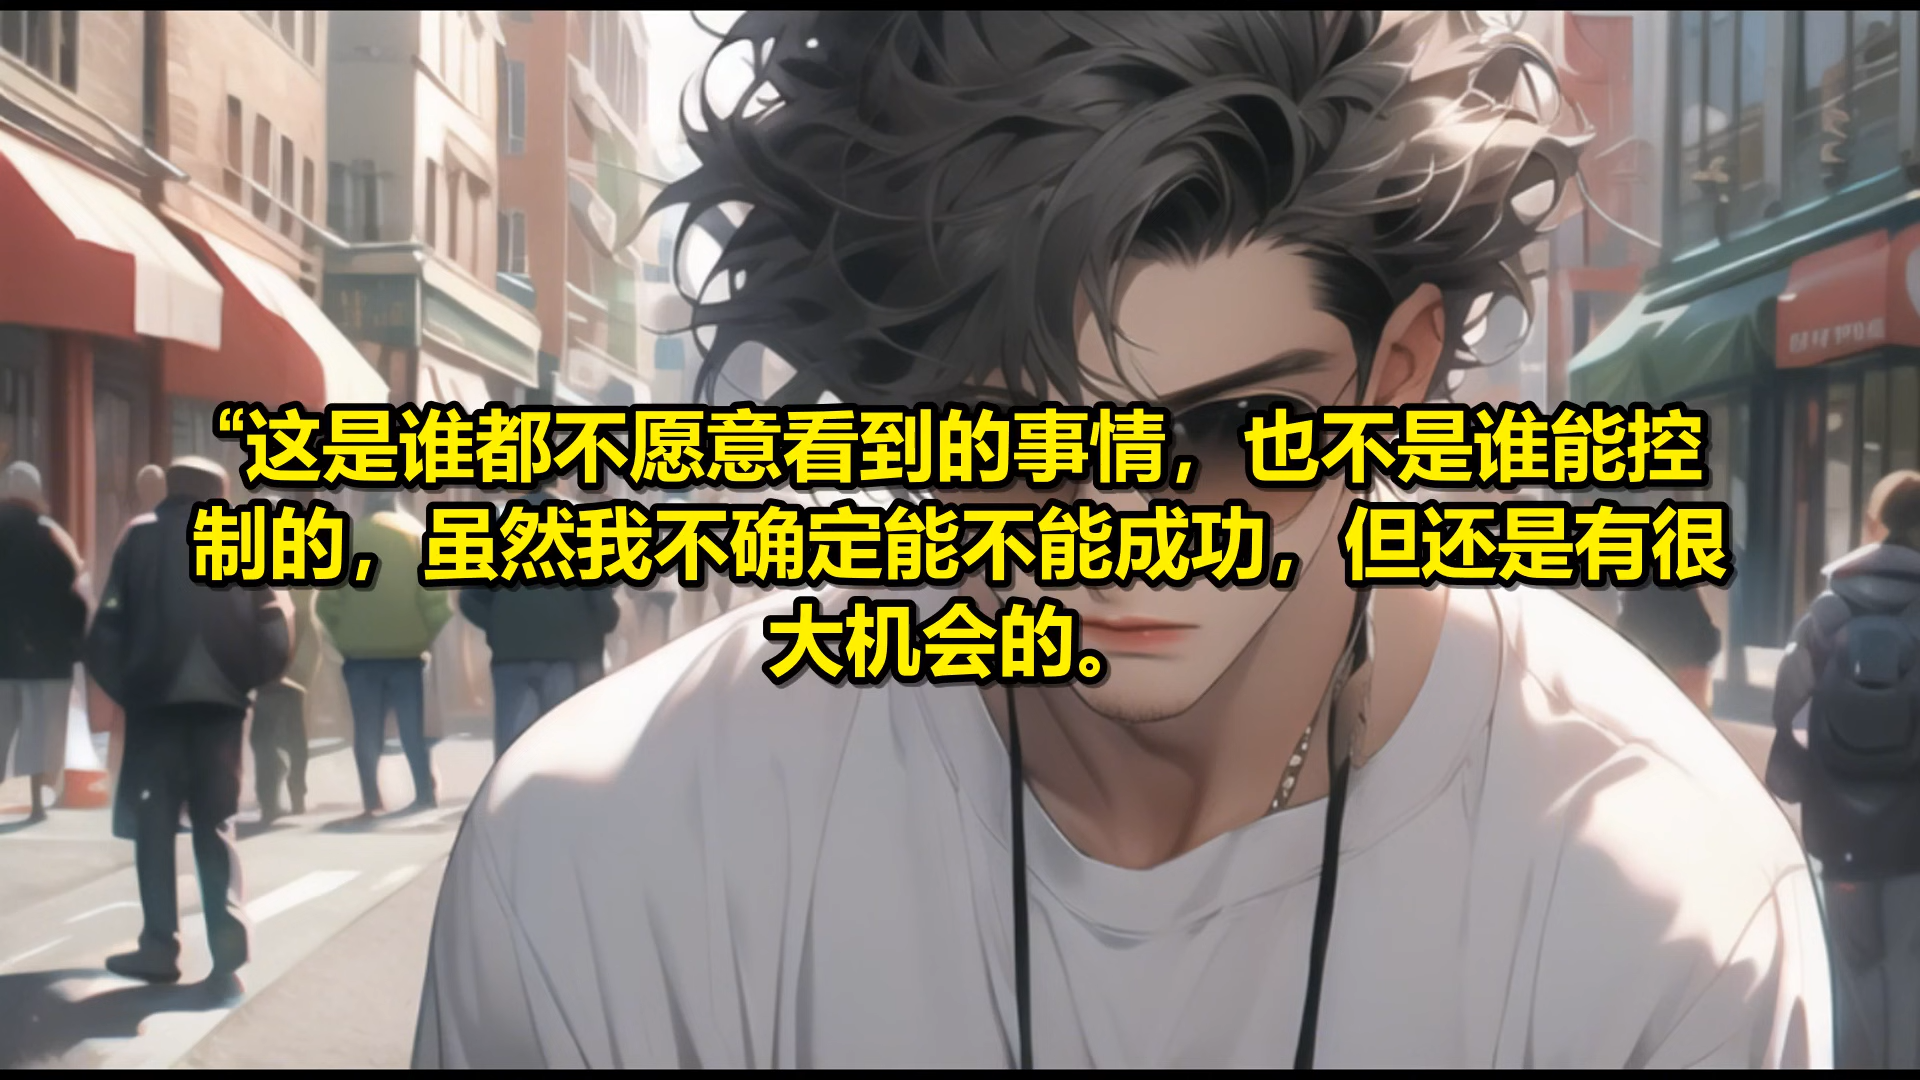 “这是谁都不愿意看到的事情，也不是谁能控
制的，虽然我不确定能不能成功，但还是有很
大机会的。